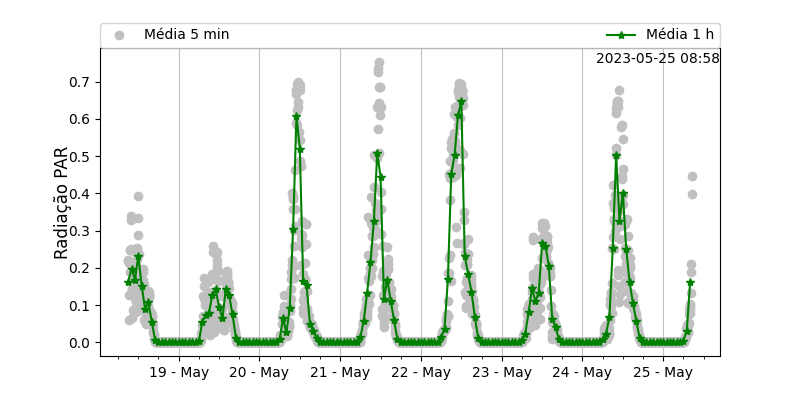 Média 5 min
Média 1 h
2023-05-25 08:58
Radiação PAR
0.7
0.6
0.5
0.4
0.3
0.2
0.1
0.0
19 - May
20 - May
21 - May
22 - May
23 - May
24 - May
25 - May